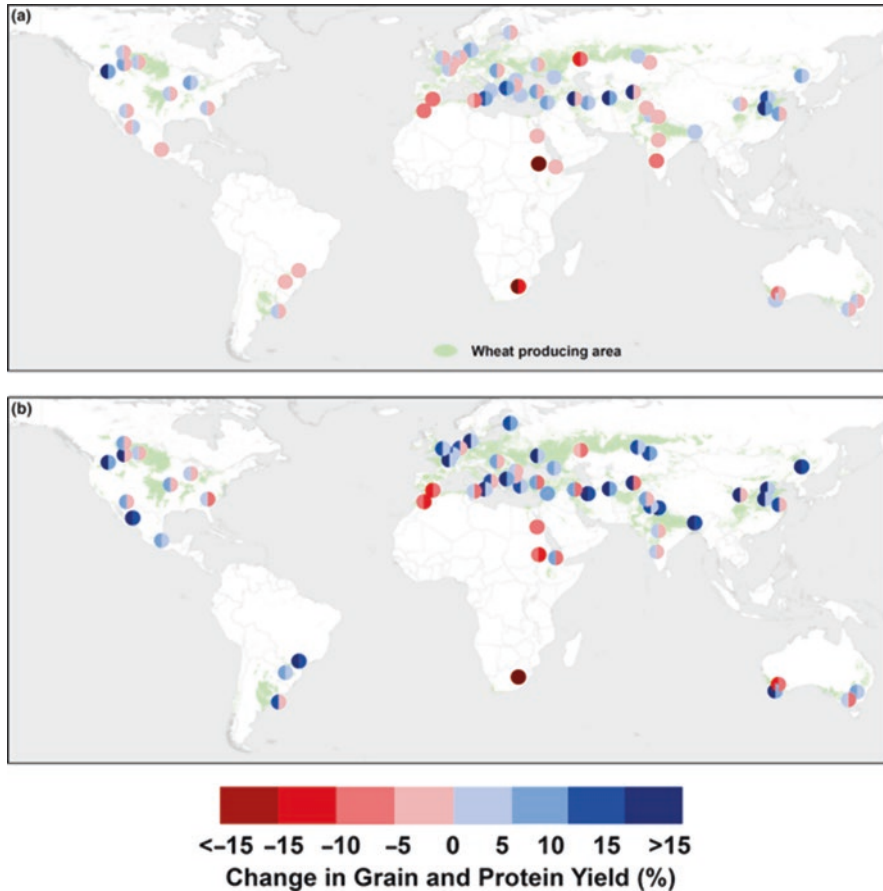 (a)
Wheat producing area
(b)
<–15 –15 –10 –5 0 5 10 15 >15
Change in Grain and Protein Yield (%)